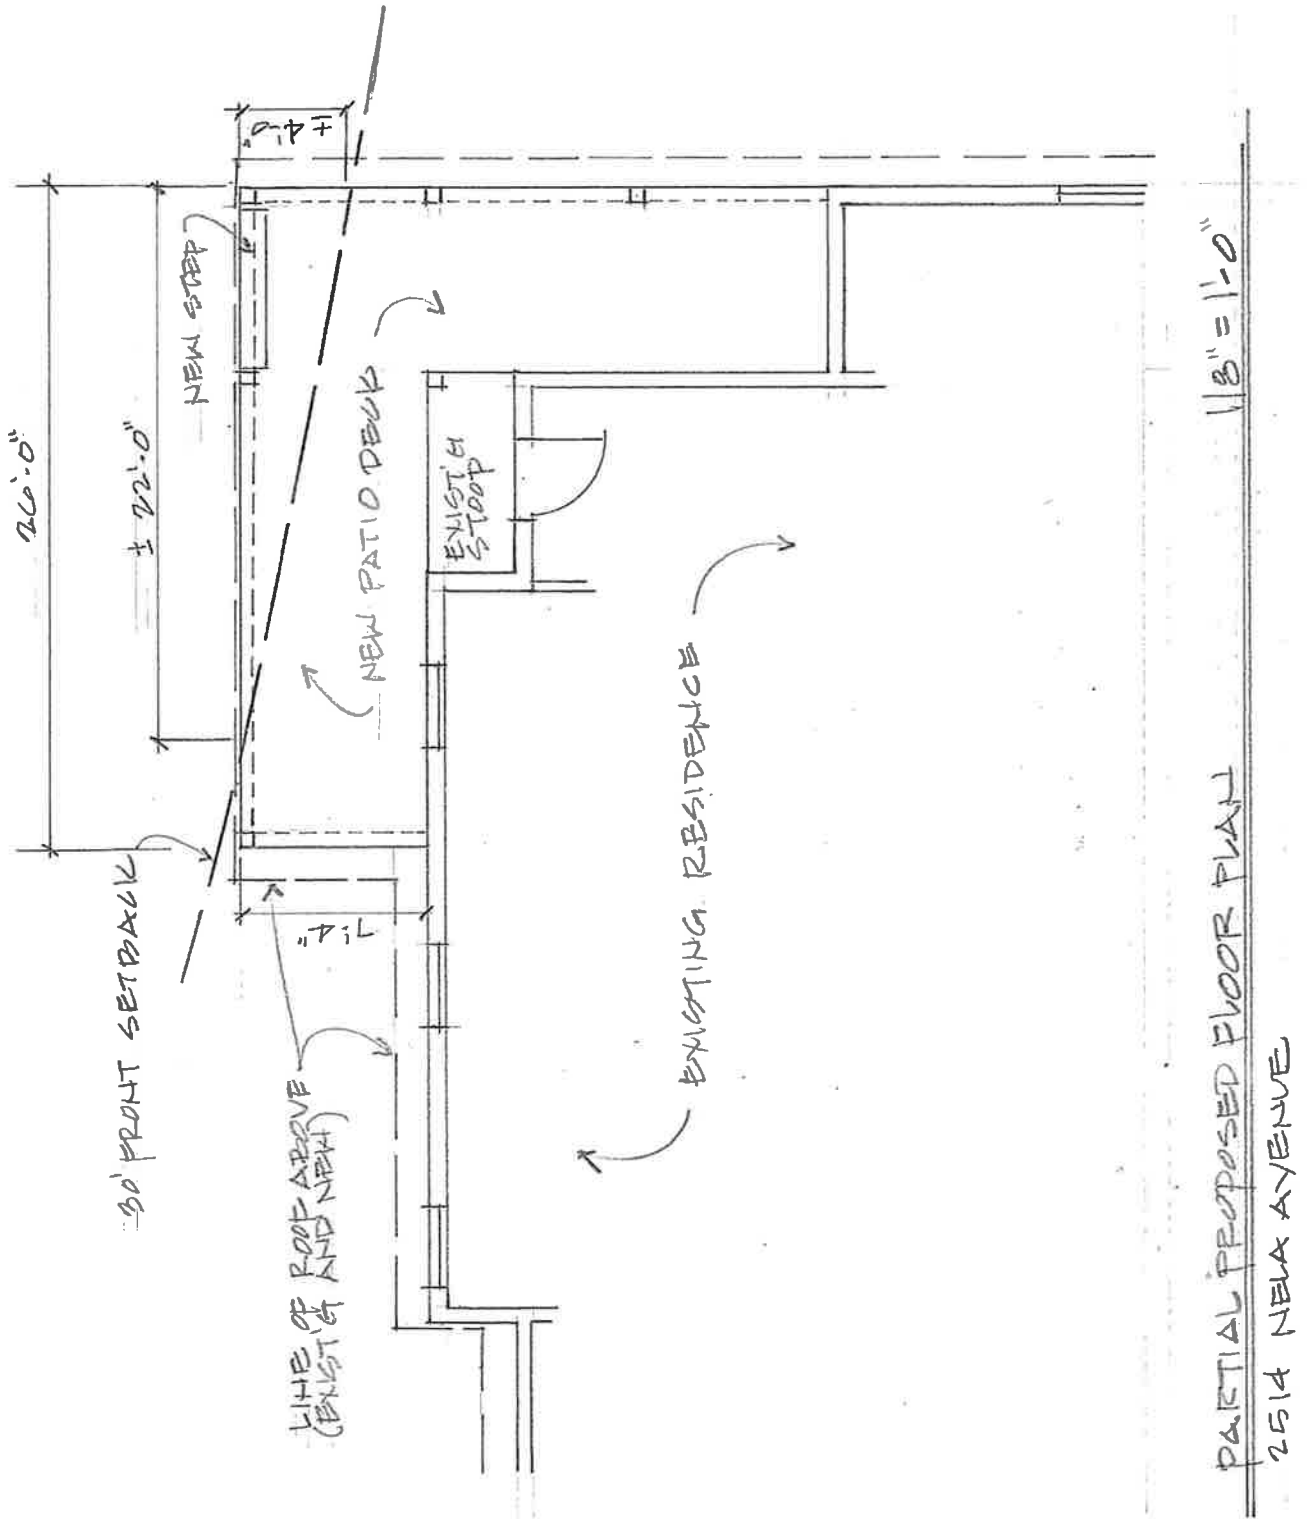 26'-0"
± 22'-0"
± 4'-0"
NEW STEP
30' FRONT SETBACK
7'-4"
NEW PATIO DECK
LINE OF ROOF ABOVE
(EXIST'G AND NEW)
EXIST'G
STOOP
EXISTING RESIDENCE
PARTIAL PROPOSED FLOOR PLAN
1/8" = 1'-0"
2514 NELA AVENUE